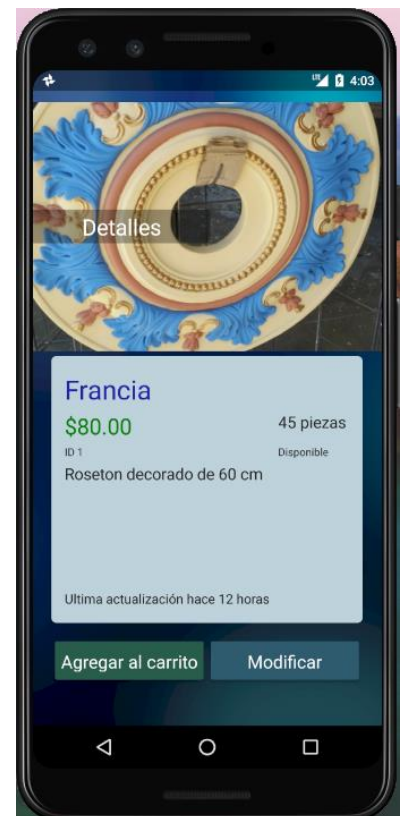 LTE 4:03
Detalles
Francia
$80.00 45 piezas
ID 1 Disponible
Roseton decorado de 60 cm
Ultima actualización hace 12 horas
Agregar al carrito Modificar